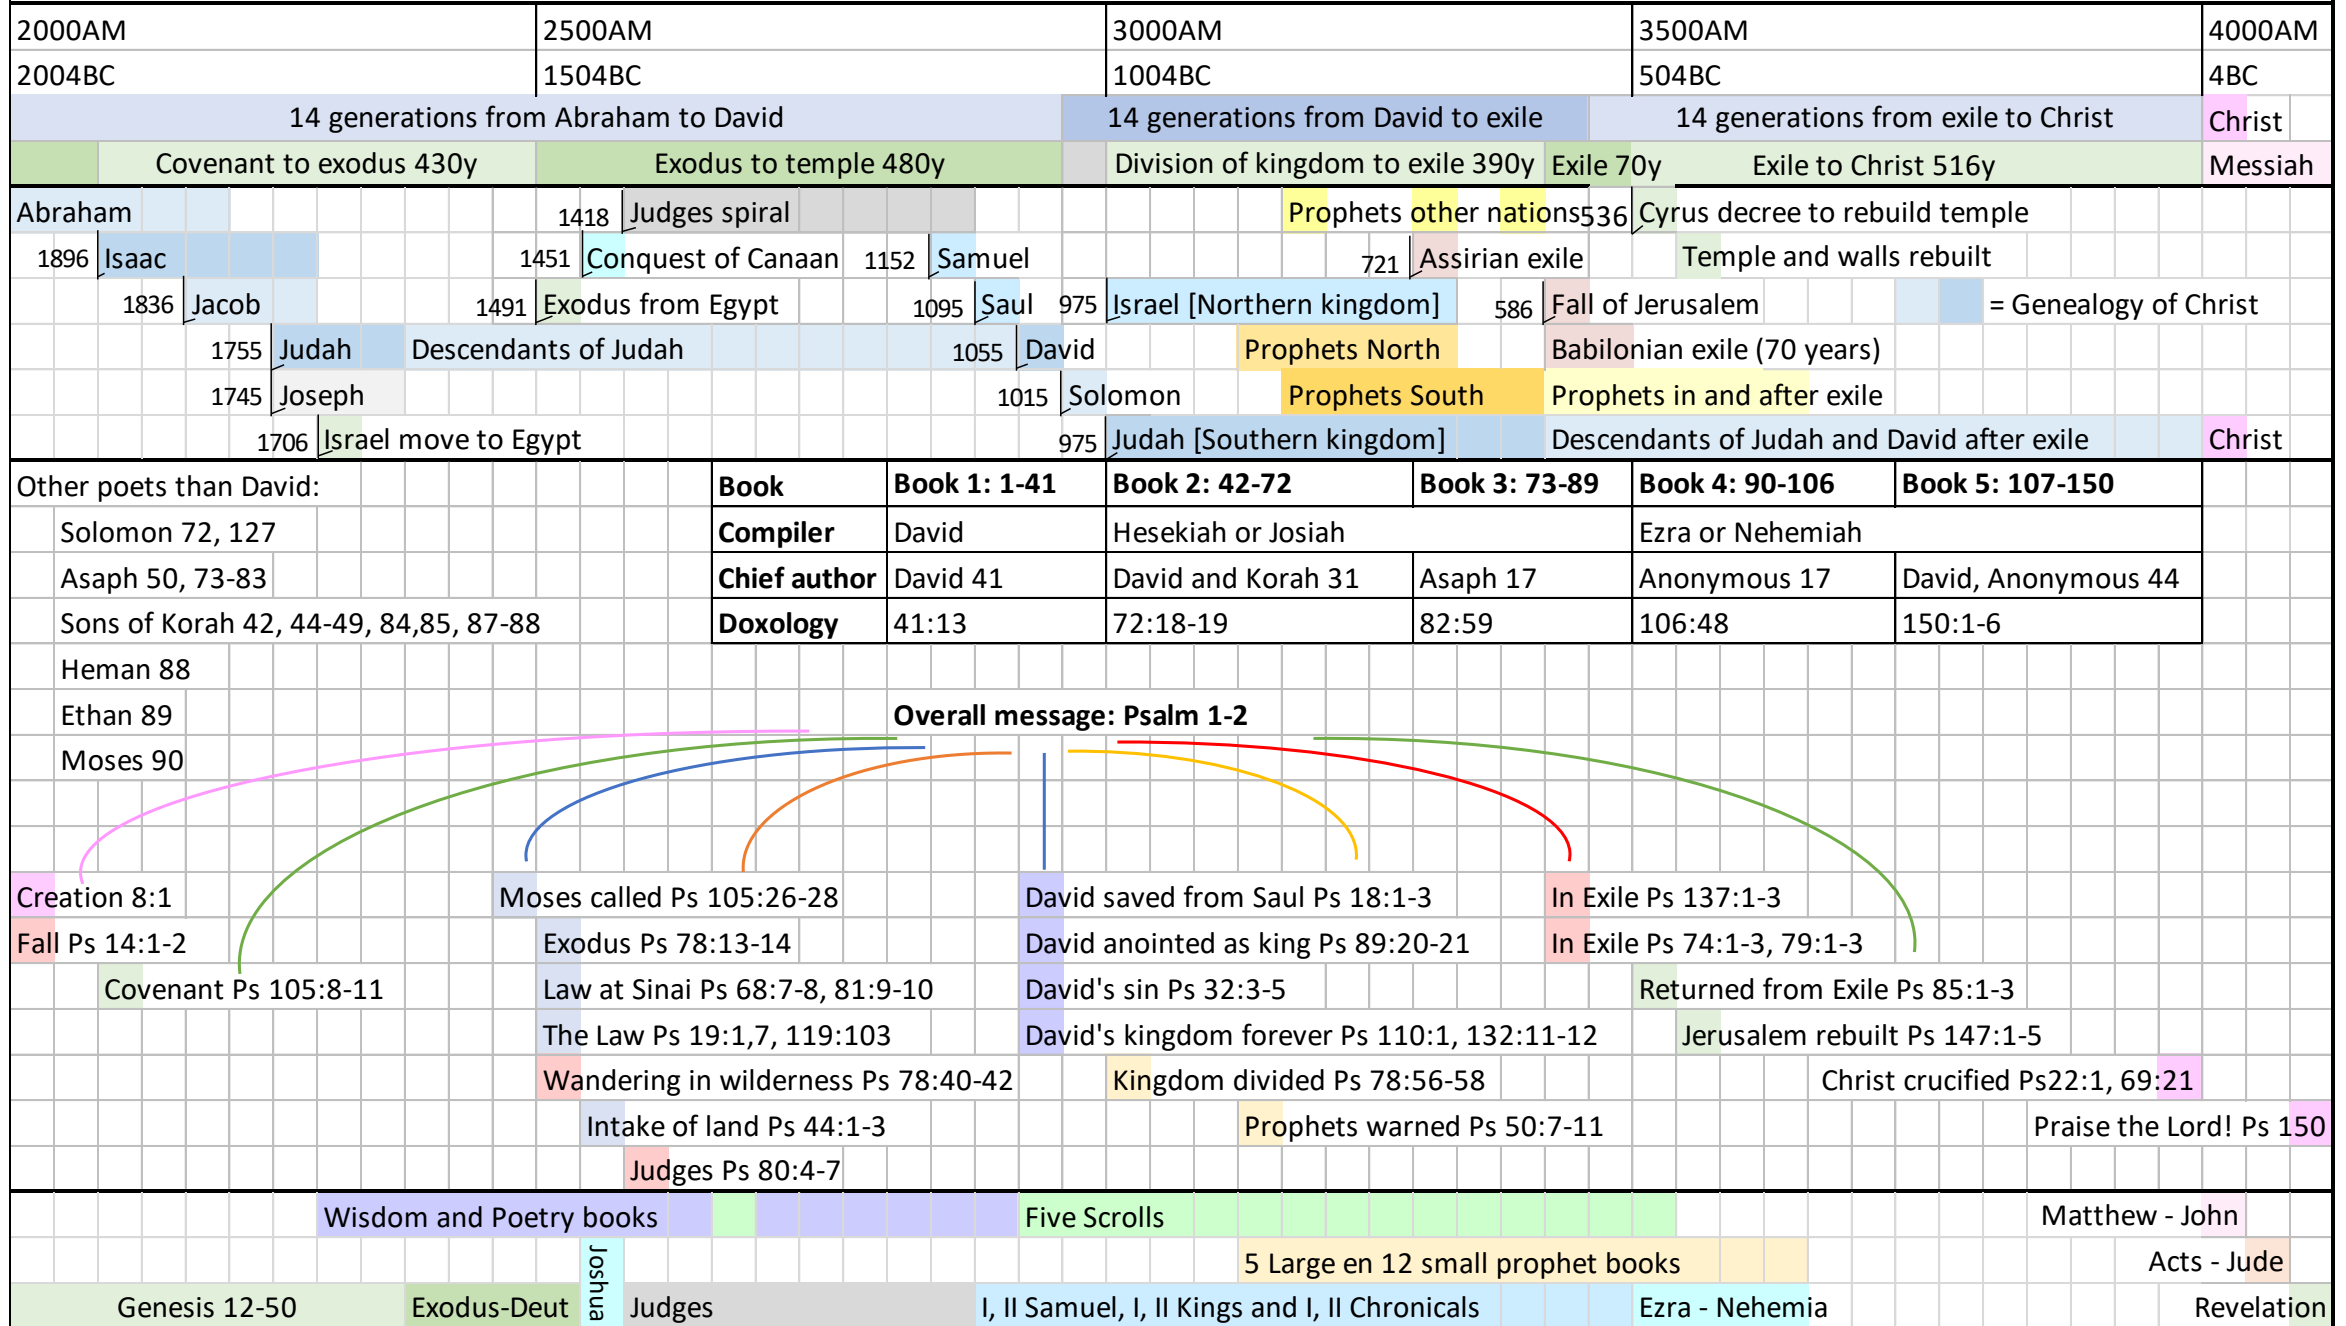 2000AM 2500AM 3000AM 3500AM 4000AM
2004BC 1504BC 1004BC 504BC 4BC
14 generations from Abraham to David 14 generations from David to exile 14 generations from exile to Christ Christ
Covenant to exodus 430y Exodus to temple 480y Division of kingdom to exile 390y Exile 70y Exile to Christ 516y Messiah
Abraham 1418 Judges spiral Prophets other nations 536 Cyrus decree to rebuild temple
1896 Isaac 1451 Conquest of Canaan 1152 Samuel 721 Assirian exile Temple and walls rebuilt
1836 Jacob 1491 Exodus from Egypt 1095 Saul 975 Israel [Northern kingdom] 586 Fall of Jerusalem = Genealogy of Christ
1755 Judah Descendants of Judah 1055 David Prophets North Babilonian exile (70 years)
1745 Joseph 1015 Solomon Prophets South Prophets in and after exile
1706 Israel move to Egypt 975 Judah [Southern kingdom] Descendants of Judah and David after exile Christ
Other poets than David: Book Book 1: 1-41 Book 2: 42-72 Book 3: 73-89 Book 4: 90-106 Book 5: 107-150
Solomon 72, 127 Compiler David Hesekiah or Josiah Ezra or Nehemiah
Asaph 50, 73-83 Chief author David 41 David and Korah 31 Asaph 17 Anonymous 17 David, Anonymous 44
Sons of Korah 42, 44-49, 84,85, 87-88 Doxology 41:13 72:18-19 82:59 106:48 150:1-6
Heman 88
Ethan 89 Overall message: Psalm 1-2
Moses 90
Creation 8:1 Moses called Ps 105:26-28 David saved from Saul Ps 18:1-3 In Exile Ps 137:1-3
Fall Ps 14:1-2 Exodus Ps 78:13-14 David anointed as king Ps 89:20-21 In Exile Ps 74:1-3, 79:1-3
Covenant Ps 105:8-11 Law at Sinai Ps 68:7-8, 81:9-10 David's sin Ps 32:3-5 Returned from Exile Ps 85:1-3
The Law Ps 19:1,7, 119:103 David's kingdom forever Ps 110:1, 132:11-12 Jerusalem rebuilt Ps 147:1-5
Wandering in wilderness Ps 78:40-42 Kingdom divided Ps 78:56-58 Christ crucified Ps22:1, 69:21
Intake of land Ps 44:1-3 Prophets warned Ps 50:7-11 Praise the Lord! Ps 150
Judges Ps 80:4-7
Wisdom and Poetry books Five Scrolls Matthew - John
Joshua 5 Large en 12 small prophet books Acts - Jude
Genesis 12-50 Exodus-Deut Judges I, II Samuel, I, II Kings and I, II Chronicals Ezra - Nehemia Revelation